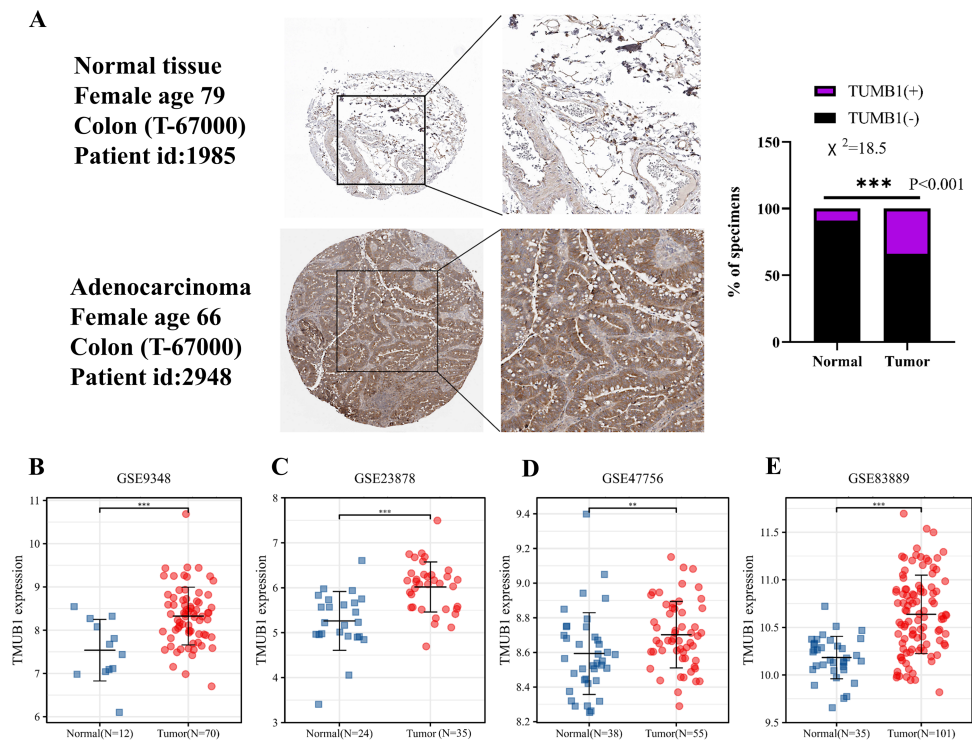 A
Normal tissue
Female age 79
Colon (T-67000)
Patient id:1985
Adenocarcinoma
Female age 66
Colon (T-67000)
Patient id:2948
TUMB1(+)
TUMB1(-)
χ ²=18.5
*** P<0.001
% of specimens
150
100
50
0
Normal Tumor
B
GSE9348
***
TMUB1 expression
11
10
9
8
7
6
Normal(N=12) Tumor(N=70)
C
GSE23878
***
TMUB1 expression
8
7
6
5
4
3
Normal(N=24) Tumor (N=35)
D
GSE47756
**
TMUB1 expression
9.4
9.2
9.0
8.8
8.6
8.4
8.2
Normal(N=38) Tumor(N=55)
E
GSE83889
***
TMUB1 expression
11.5
11.0
10.5
10.0
9.5
Normal(N=35) Tumor(N=101)